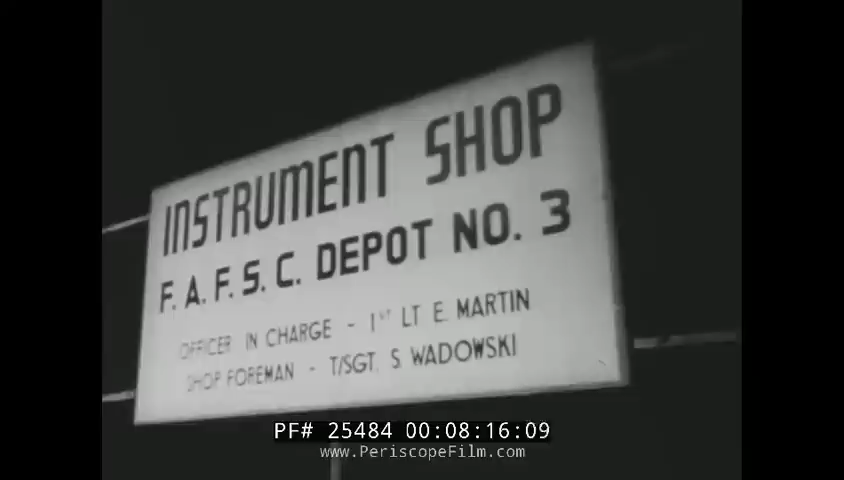 INSTRUMENT SHOP
F. A. F. S. C. DEPOT NO. 3
OFFICER IN CHARGE - 1ST LT E. MARTIN
SHOP FOREMAN - T/SGT. S. WADOWSKI
PF# 25484 00:08:16:09
www.PeriscopeFilm.com